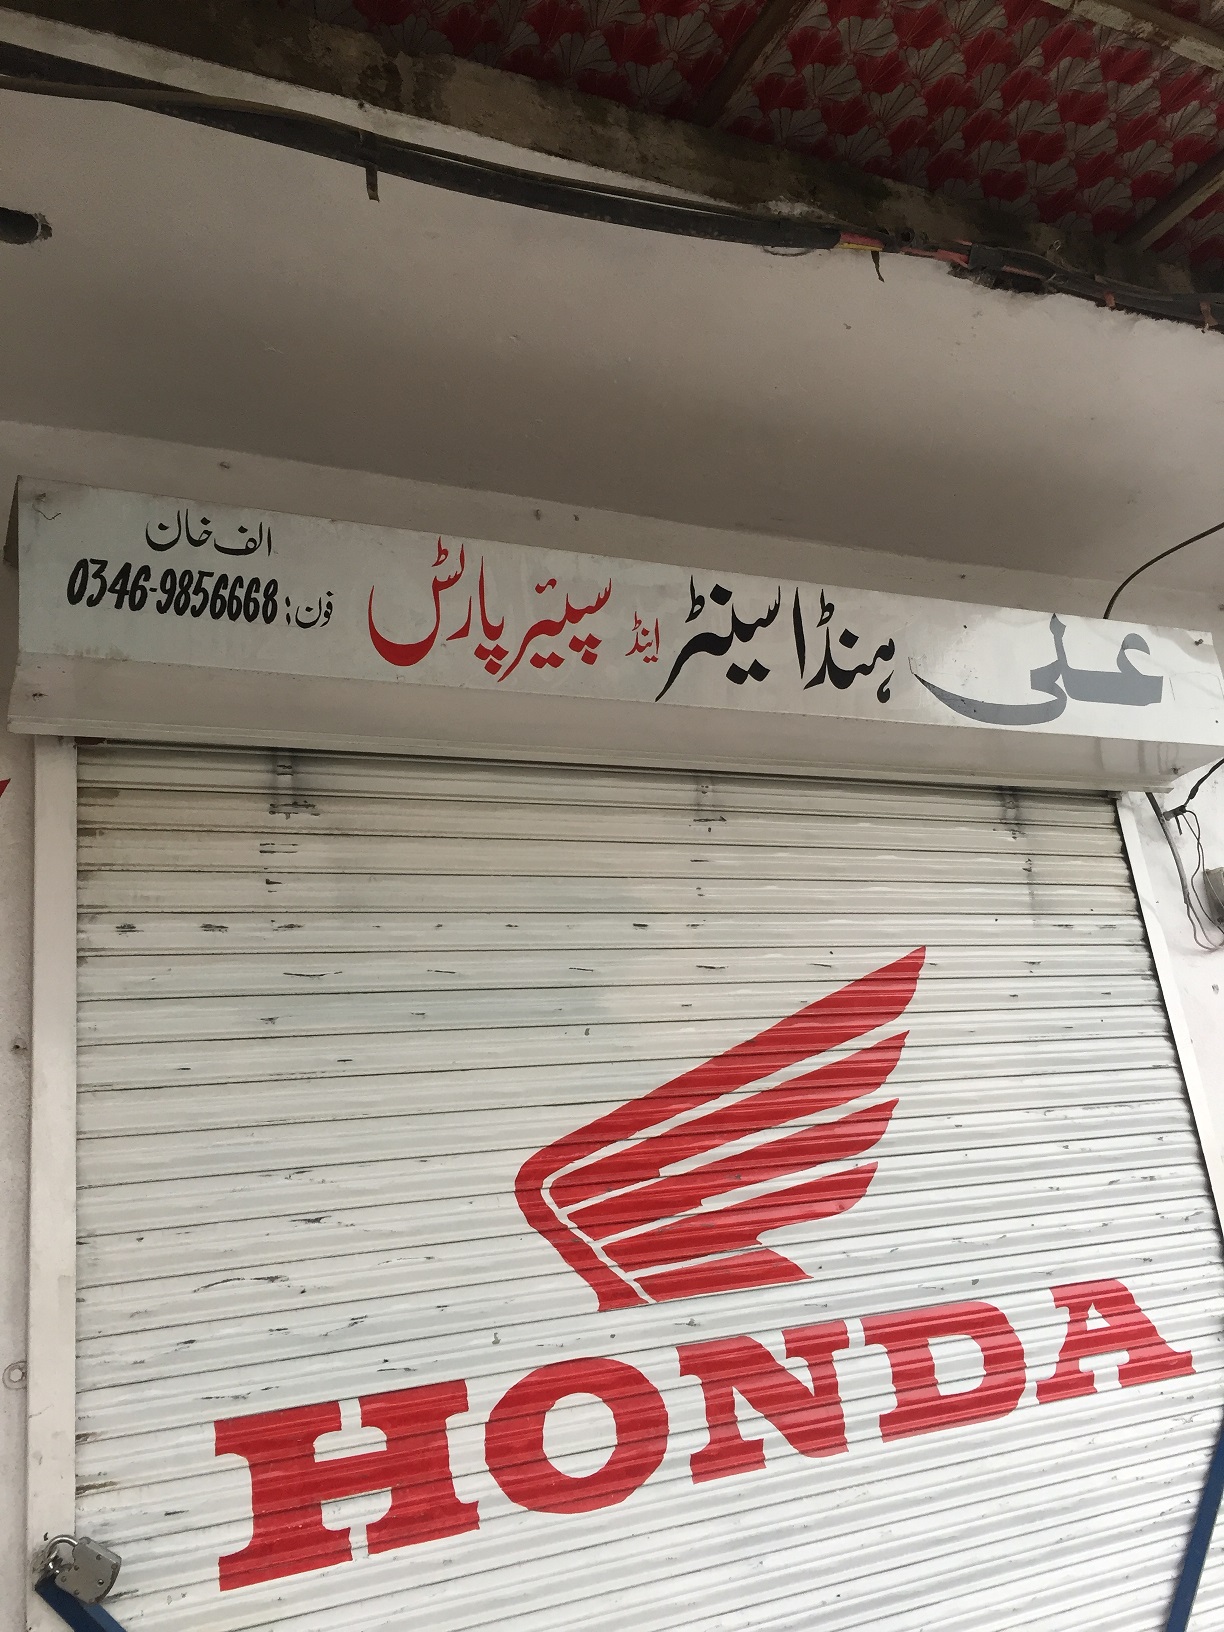 علی ہنڈا سینٹر اینڈ سپیئر پارٹس
الف خان
فون: 0346-9856668
HONDA